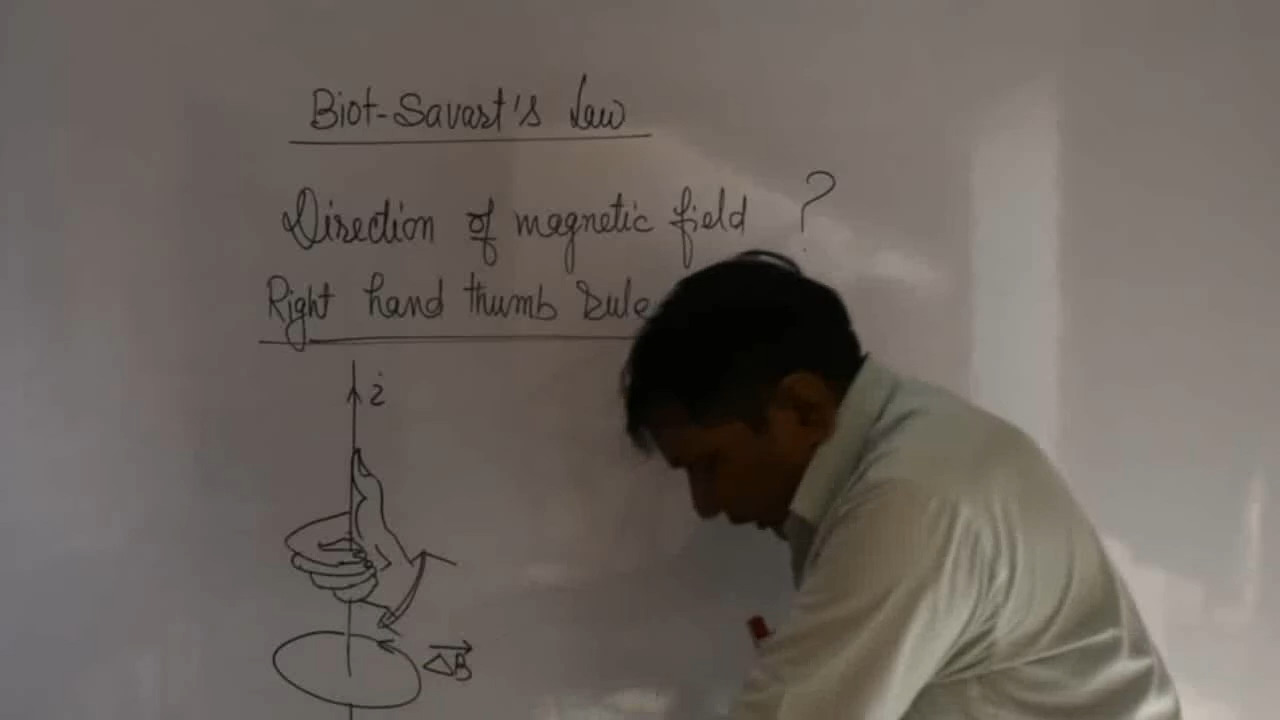 Biot-Savart's Law
Direction of magnetic field ?
Right hand thumb rule
i
ΔB⃗